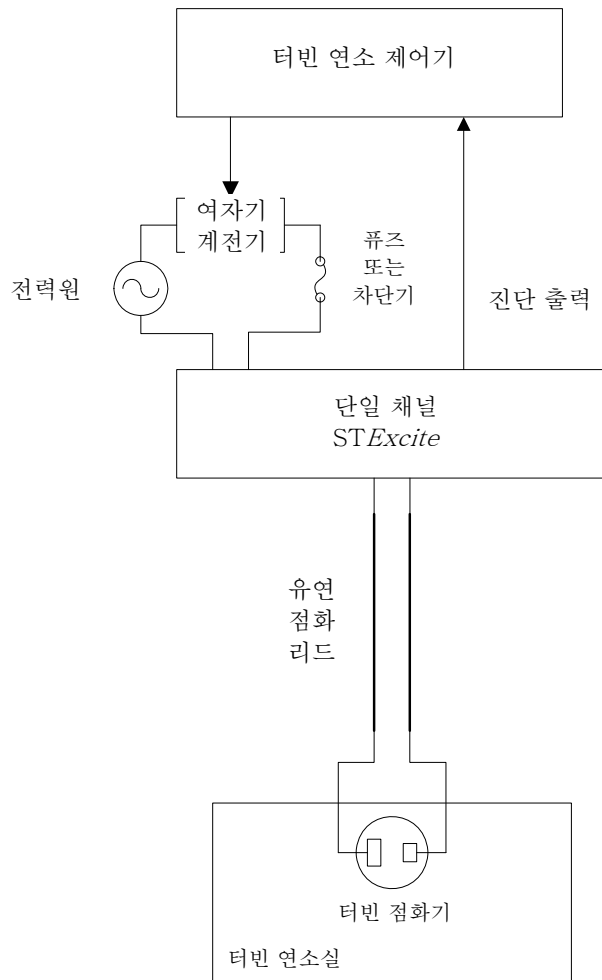 터빈 연소 제어기
여자기
계전기
퓨즈
또는
차단기
전력원
진단 출력
단일 채널
STExcite
유연
점화
리드
터빈 점화기
터빈 연소실